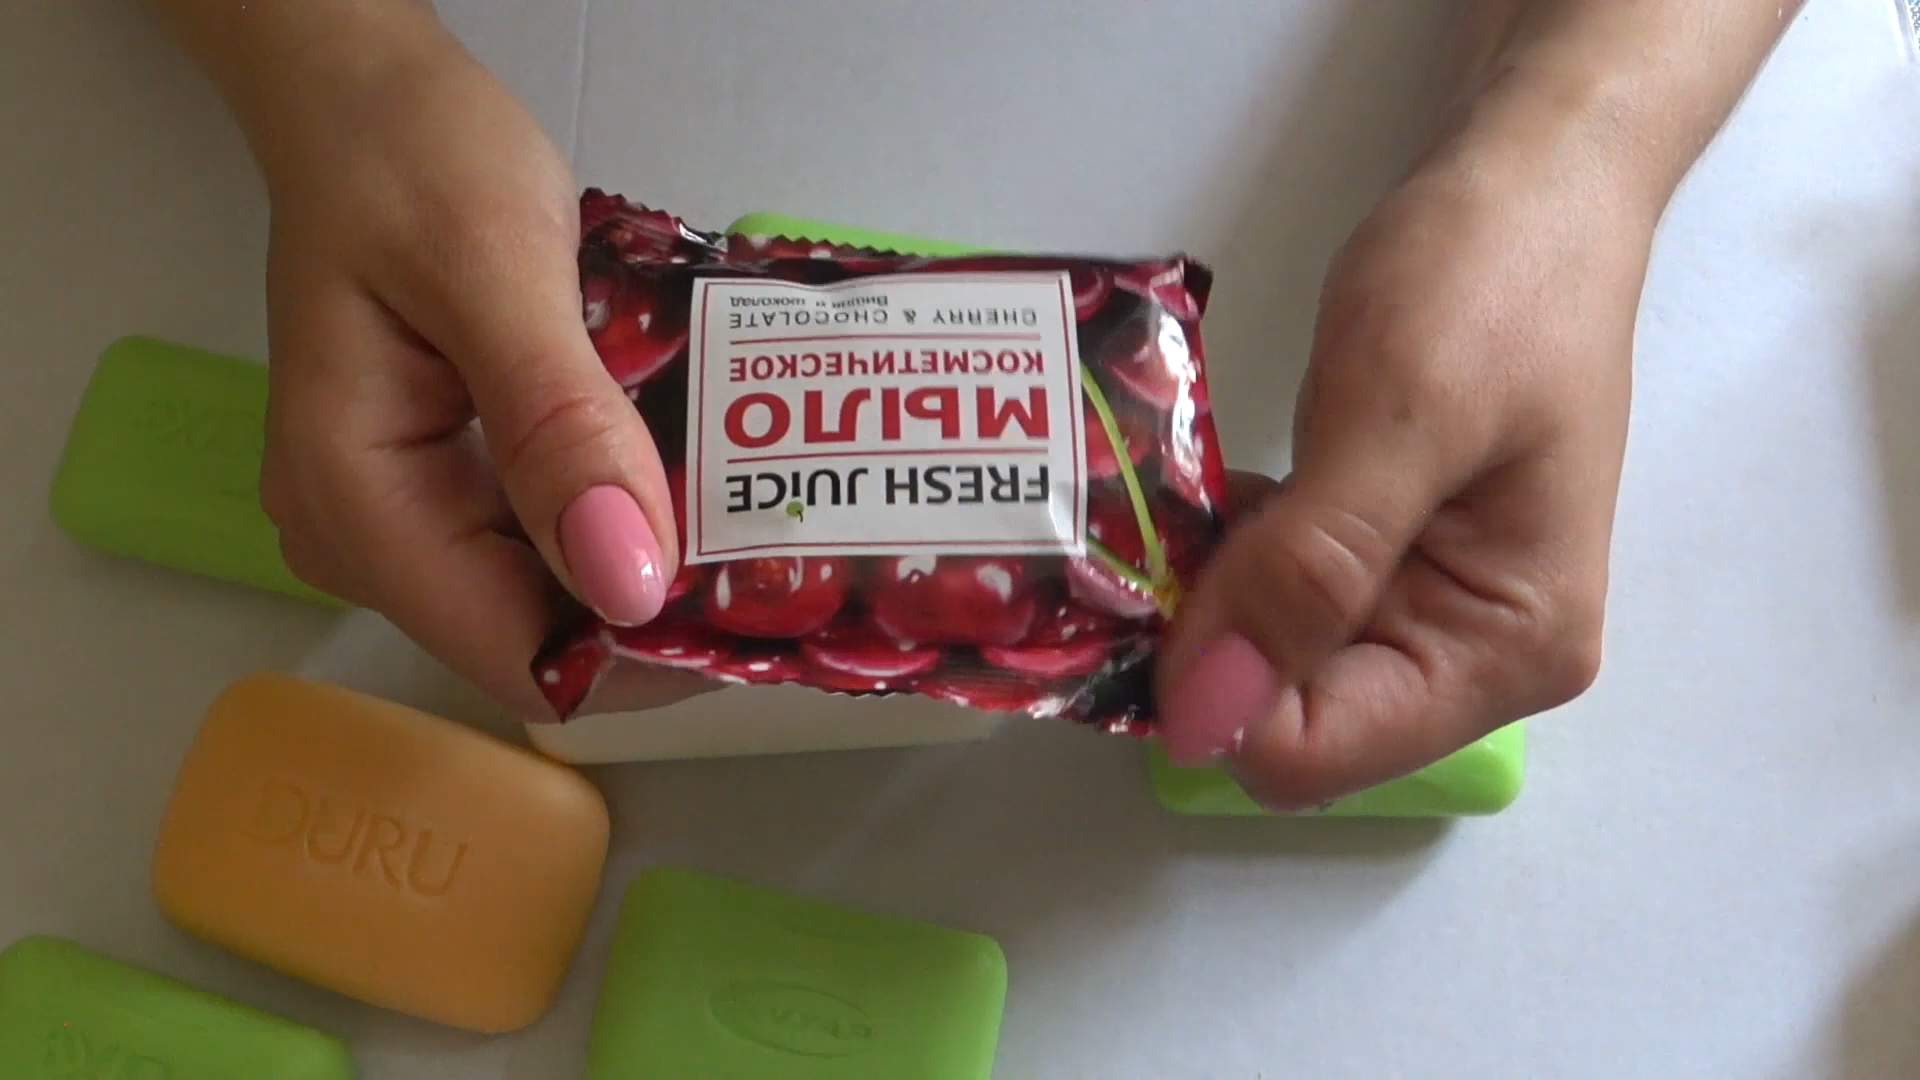 FRESH JUICE
МЫЛО
КОСМЕТИЧЕСКОЕ
CHERRY & CHOCOLATE
Вишня и шоколад
DURU